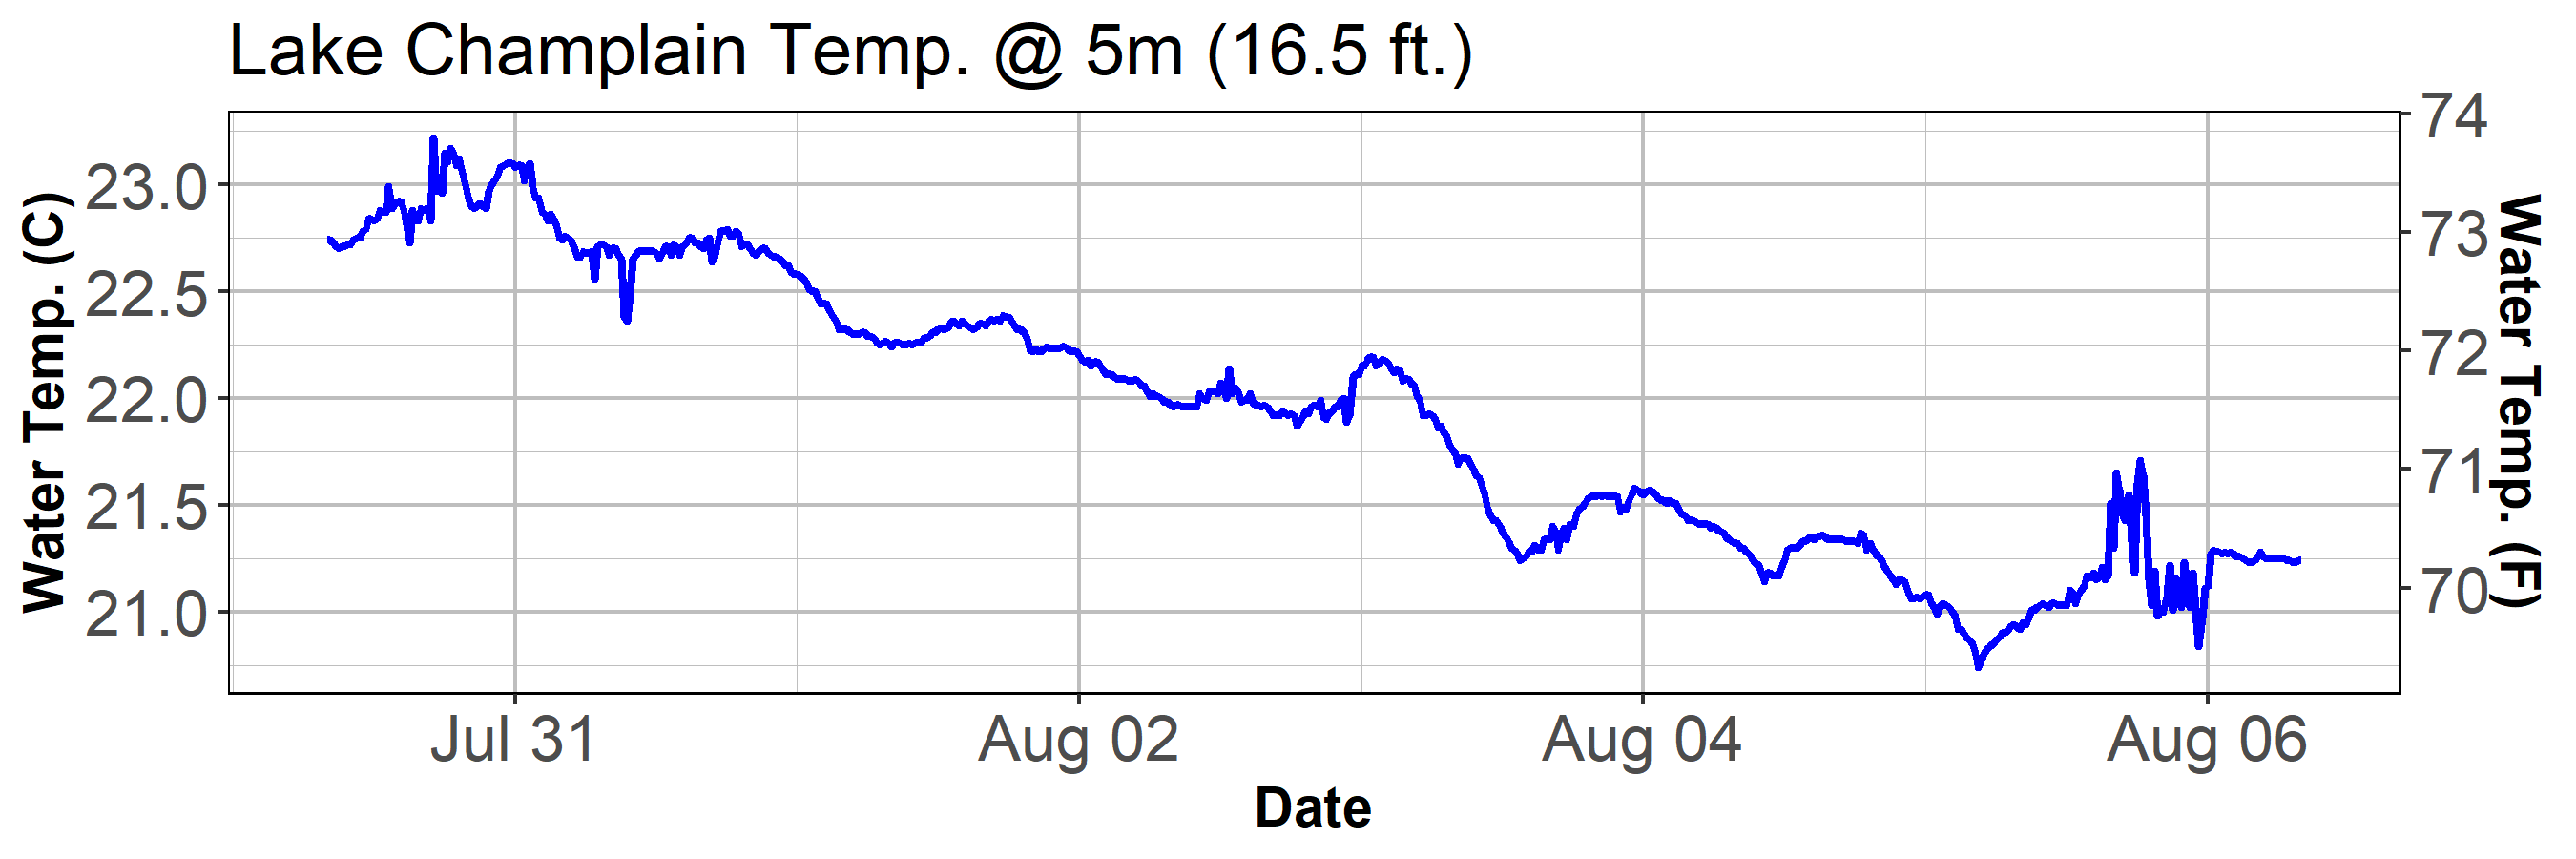 Lake Champlain Temp. @ 5m (16.5 ft.)
Water Temp. (C)
23.0
22.5
22.0
21.5
21.0
74
73
72
71
70
Water Temp. (F)
Jul 31
Aug 02
Aug 04
Aug 06
Date